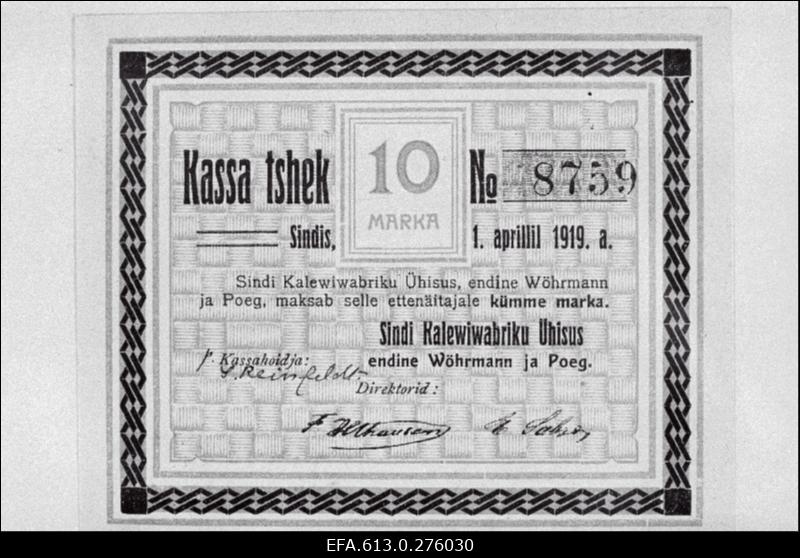 Kassa tshek 10 MARKA No 8759
Sindis, 1. aprillil 1919. a.
Sindi Kalewiwabriku Ühisus, endine Wöhrmann
ja Poeg, maksab selle ettenäitajale kümme marka.
Sindi Kalewiwabriku Ühisus
endine Wöhrmann ja Poeg.
p. Kassahoidja:
Direktorid:
EFA.613.0.276030